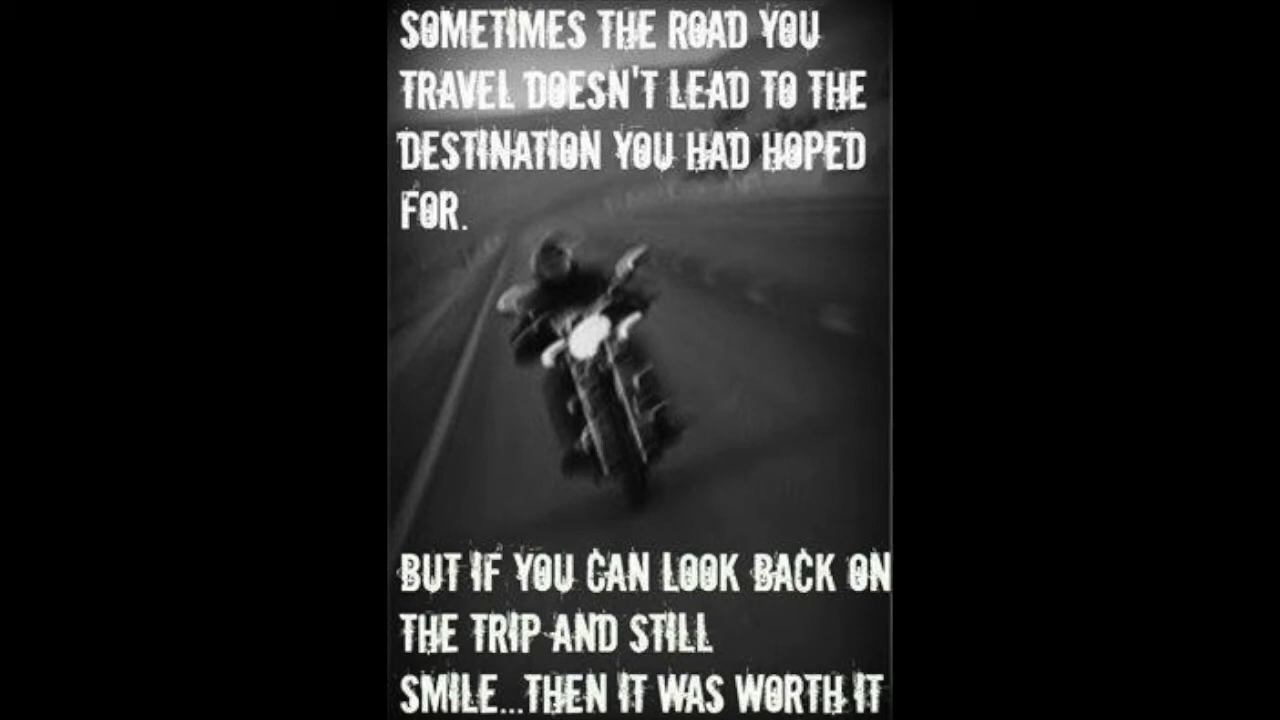 SOMETIMES THE ROAD YOU
TRAVEL DOESN'T LEAD TO THE
DESTINATION YOU HAD HOPED
FOR.
BUT IF YOU CAN LOOK BACK ON
THE TRIP AND STILL
SMILE...THEN IT WAS WORTH IT